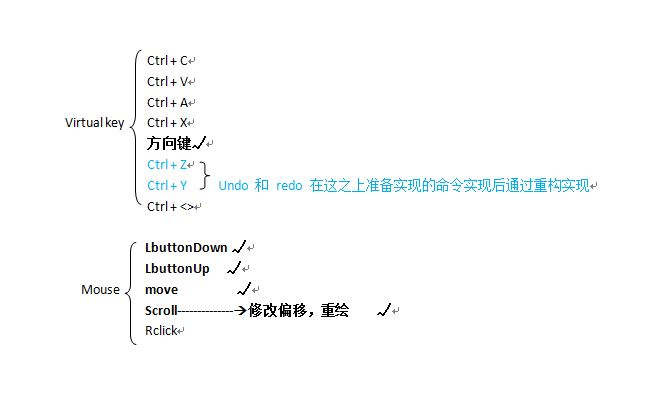 Ctrl + C
Ctrl + V
Ctrl + A
Ctrl + X
Virtual key
方向键✓
Ctrl + Z
Ctrl + Y Undo 和 redo 在这之上准备实现的命令实现后通过重构实现
Ctrl + <>
LbuttonDown ✓
LbuttonUp ✓
Mouse move ✓
Scroll--------------→修改偏移，重绘 ✓
Rclick